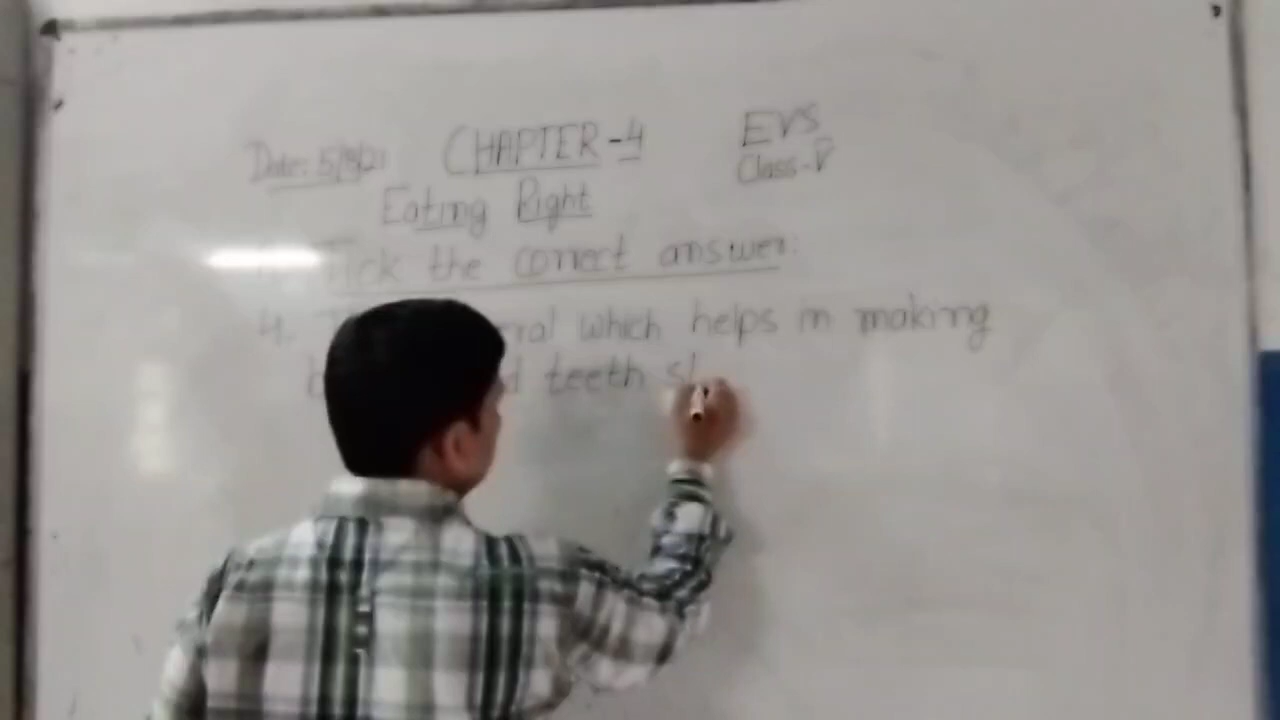 Date: 5/8/21 CHAPTER-4 EVS
Class-V
Eating Right
Tick the correct answer:
4. which helps in making
teeth